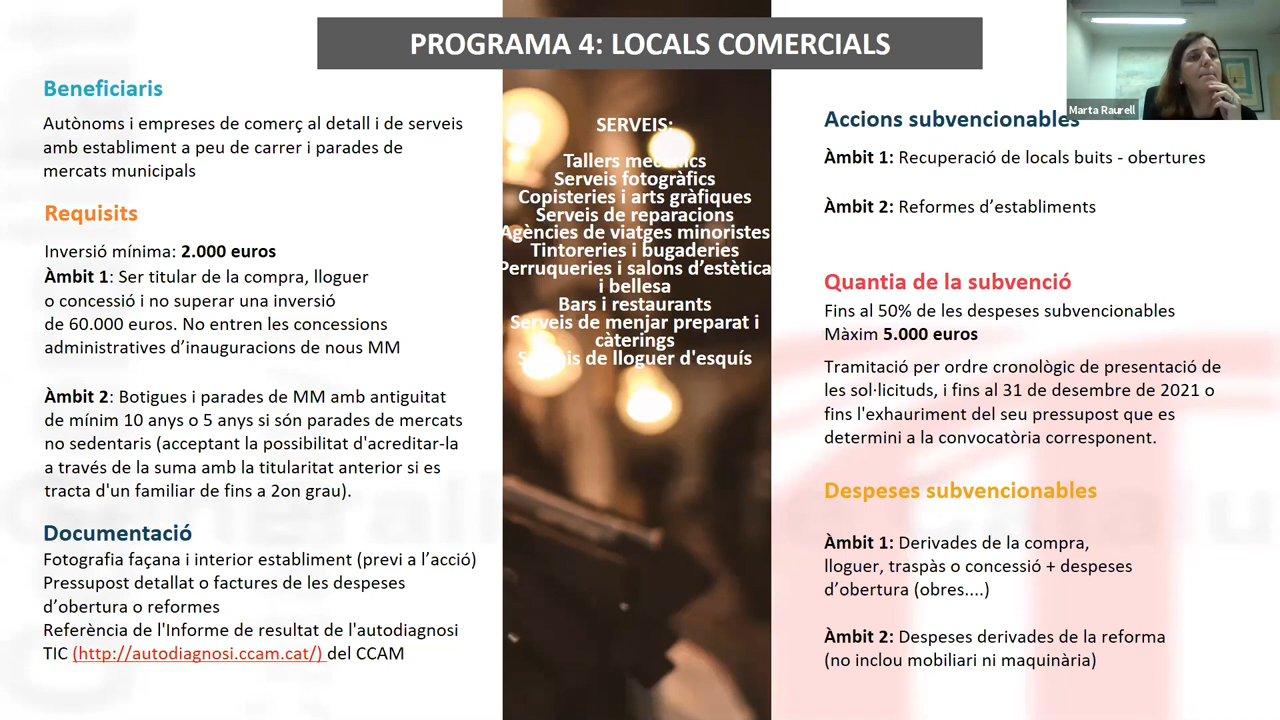 PROGRAMA 4: LOCALS COMERCIALS
Beneficiaris
Autònoms i empreses de comerç al detall i de serveis
amb establiment a peu de carrer i parades de
mercats municipals
Requisits
Inversió mínima: 2.000 euros
Àmbit 1: Ser titular de la compra, lloguer
o concessió i no superar una inversió
de 60.000 euros. No entren les concessions
administratives d'inauguracions de nous MM
Àmbit 2: Botigues i parades de MM amb antiguitat
de mínim 10 anys o 5 anys si són parades de mercats
no sedentaris (acceptant la possibilitat d'acreditar-la
a través de la suma amb la titularitat anterior si es
tracta d'un familiar de fins a 2on grau).
Documentació
Fotografia façana i interior establiment (previ a l'acció)
Pressupost detallat o factures de les despeses
d'obertura o reformes
Referència de l'Informe de resultat de l'autodiagnosi
TIC (http://autodiagnosi.ccam.cat/) del CCAM
SERVEIS:
Tallers mecànics
Serveis fotogràfics
Copisteries i arts gràfiques
Serveis de reparacions
Agències de viatges minoristes
Tintoreries i bugaderies
Perruqueries i salons d'estètica
i bellesa
Bars i restaurants
Serveis de menjar preparat i
càterings
Serveis de lloguer d'esquís
Marta Raurell
Accions subvencionables
Àmbit 1: Recuperació de locals buits - obertures
Àmbit 2: Reformes d'establiments
Quantia de la subvenció
Fins al 50% de les despeses subvencionables
Màxim 5.000 euros
Tramitació per ordre cronològic de presentació de
les sol·licituds, i fins al 31 de desembre de 2021 o
fins l'exhauriment del seu pressupost que es
determini a la convocatòria corresponent.
Despeses subvencionables
Àmbit 1: Derivades de la compra,
lloguer, traspàs o concessió + despeses
d'obertura (obres....)
Àmbit 2: Despeses derivades de la reforma
(no inclou mobiliari ni maquinària)